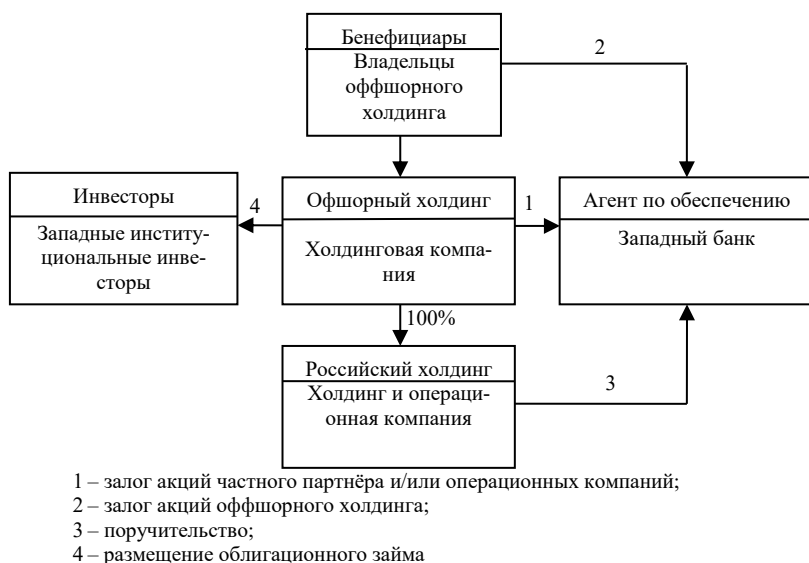 Бенефициары
Владельцы
оффшорного
холдинга
2
Инвесторы
Западные институ-
циональные инве-
сторы
4
Офшорный холдинг
Холдинговая компа-
ния
1
Агент по обеспечению
Западный банк
100%
Российский холдинг
Холдинг и операци-
онная компания
3
1 – залог акций частного партнёра и/или операционных компаний;
2 – залог акций оффшорного холдинга;
3 – поручительство;
4 – размещение облигационного займа